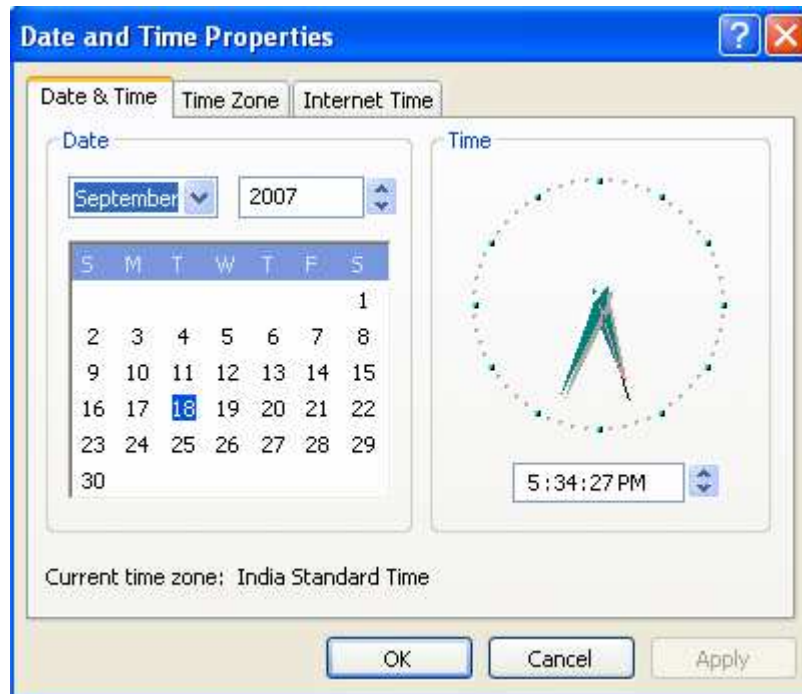 Date and Time Properties
Date & Time Time Zone Internet Time
Date
September 2007
S M T W T F S
1
2 3 4 5 6 7 8
9 10 11 12 13 14 15
16 17 18 19 20 21 22
23 24 25 26 27 28 29
30
Time
5:34:27 PM
Current time zone: India Standard Time
OK Cancel Apply